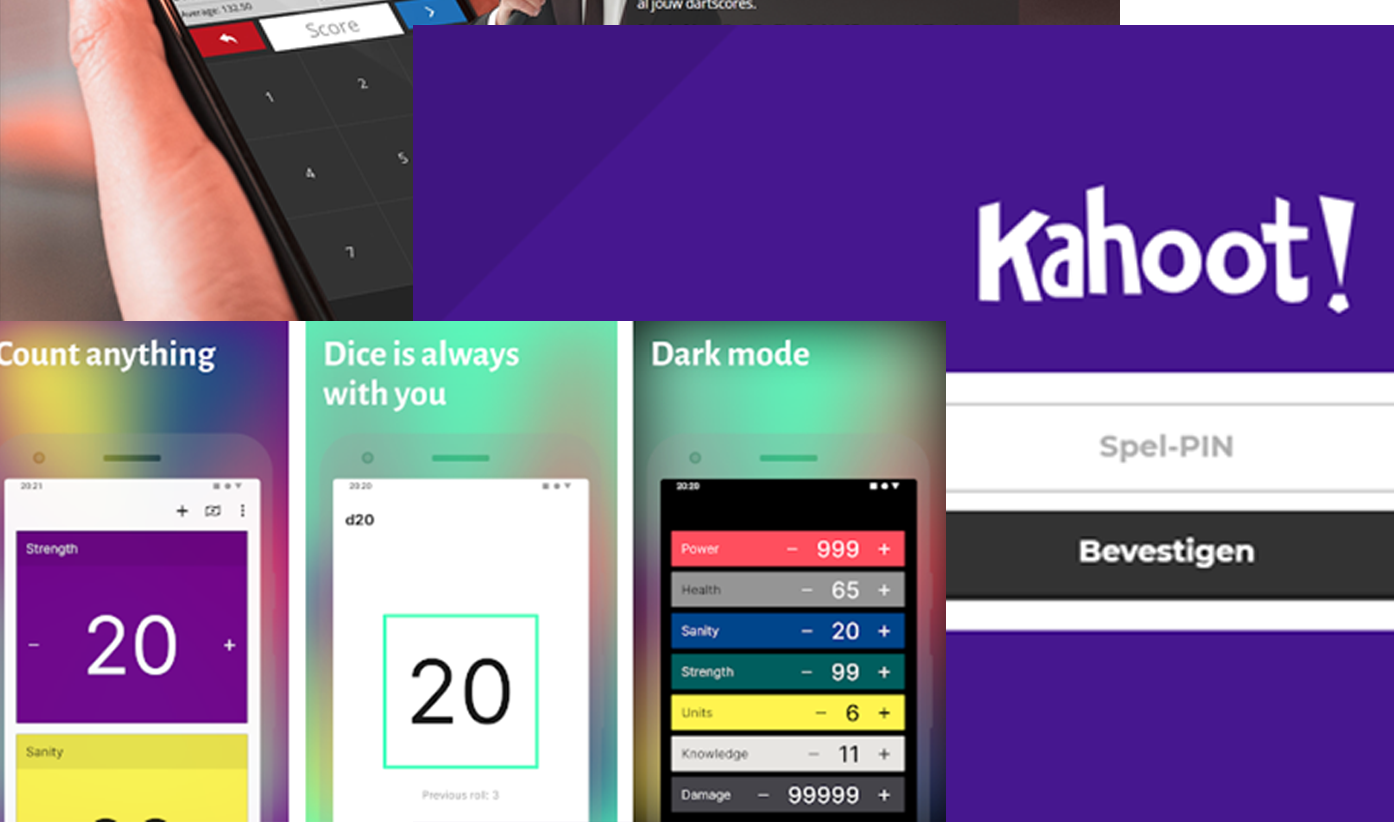 Average: 132.50
Score
al jouw dartscores.
1
2
4
5
7
Kahoot!
Spel-PIN
Bevestigen
Count anything
20:21
Strength
− 20 +
Sanity
Dice is always
with you
20:20
d20
20
Previous roll: 3
Dark mode
20:20
Power − 999 +
Health − 65 +
Sanity − 20 +
Strength − 99 +
Units − 6 +
Knowledge − 11 +
Damage − 99999 +